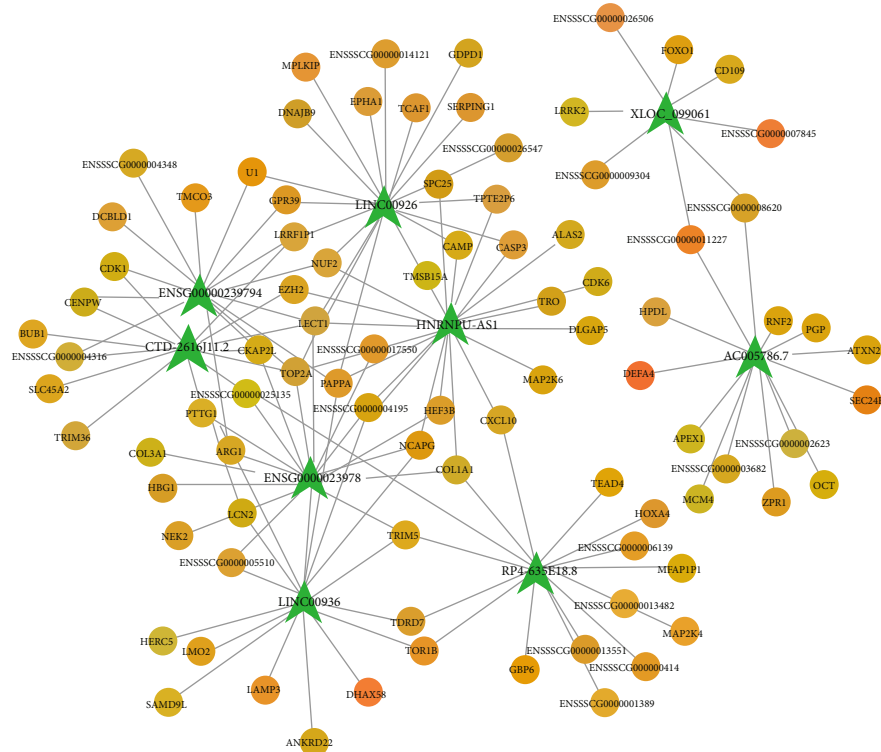 ENSSSCG00000026506
ENSSSCG00000014121
GDPD1
FOXO1
MPLKIP
CD109
EPHA1
TCAF1
SERPING1
DNAJB9
LRRK2
XLOC_099061
ENSSSCG0000007845
ENSSSCG00000026547
ENSSSCG0000004348
U1
SPC25
ENSSSCG0000009304
TMCO3
GPR39
TPTE2P6
LINC00926
ENSSSCG0000008620
DCBLD1
LRRF1P1
CAMP
CASP3
ALAS2
ENSSSCG00000011227
NUF2
CDK1
TMSB15A
CDK6
EZH2
ENSG00000239794
CENPW
TRO
HPDL
LECT1
HNRNPU-AS1
RNF2
PGP
BUB1
DLGAP5
CTD-2616J11.2
CKAP2L
ENSSSCG00000017550
ATXN2
ENSSSCG0000004316
AC005786.7
TOP2A
DEFA4
PAPPA
MAP2K6
SLC45A2
ENSSSCG00000025135
SEC24B
ENSSSCG0000004195
HEF3B
PTTG1
CXCL10
TRIM36
APEX1
ENSSSCG0000002623
NCAPG
ARG1
COL3A1
COL1A1
ENSSSCG0000003682
ENSG0000023978
TEAD4
OCT
HBG1
MCM4
ZPR1
LCN2
HOXA4
NEK2
TRIM5
ENSSSCG0000006139
ENSSSCG0000005510
MFAP1P1
RP4-635E18.8
LINC00936
ENSSSCG00000013482
TDRD7
MAP2K4
HERC5
LMO2
TOR1B
ENSSSCG00000013551
ENSSSCG000000414
GBP6
LAMP3
DHAX58
SAMD9L
ENSSSCG0000001389
ANKRD22